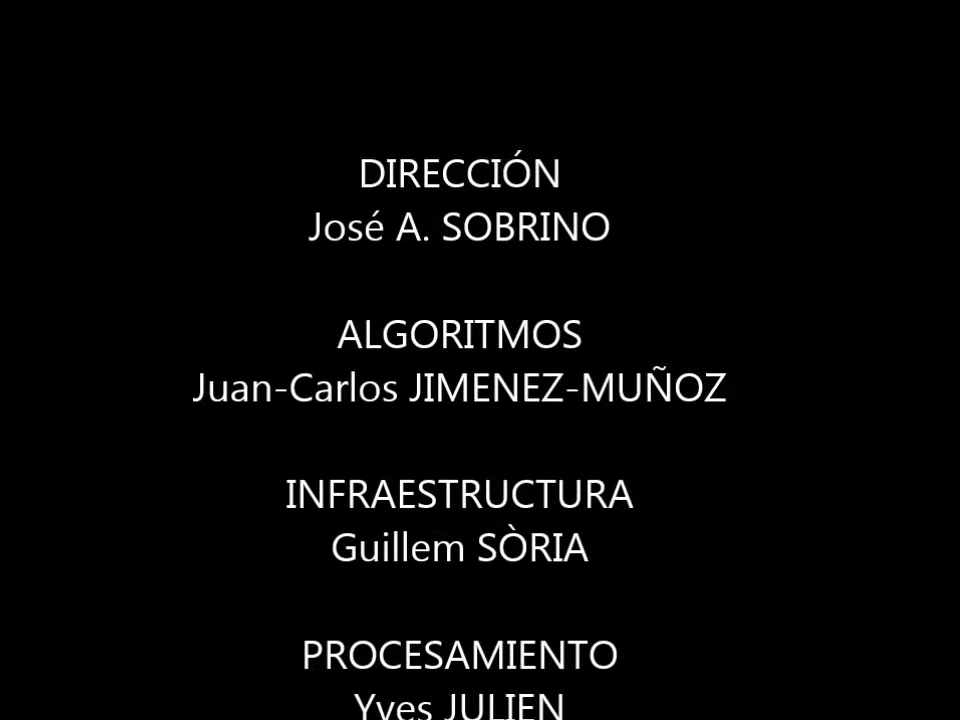 DIRECCIÓN
José A. SOBRINO
ALGORITMOS
Juan-Carlos JIMENEZ-MUÑOZ
INFRAESTRUCTURA
Guillem SÒRIA
PROCESAMIENTO
Yves JULIEN